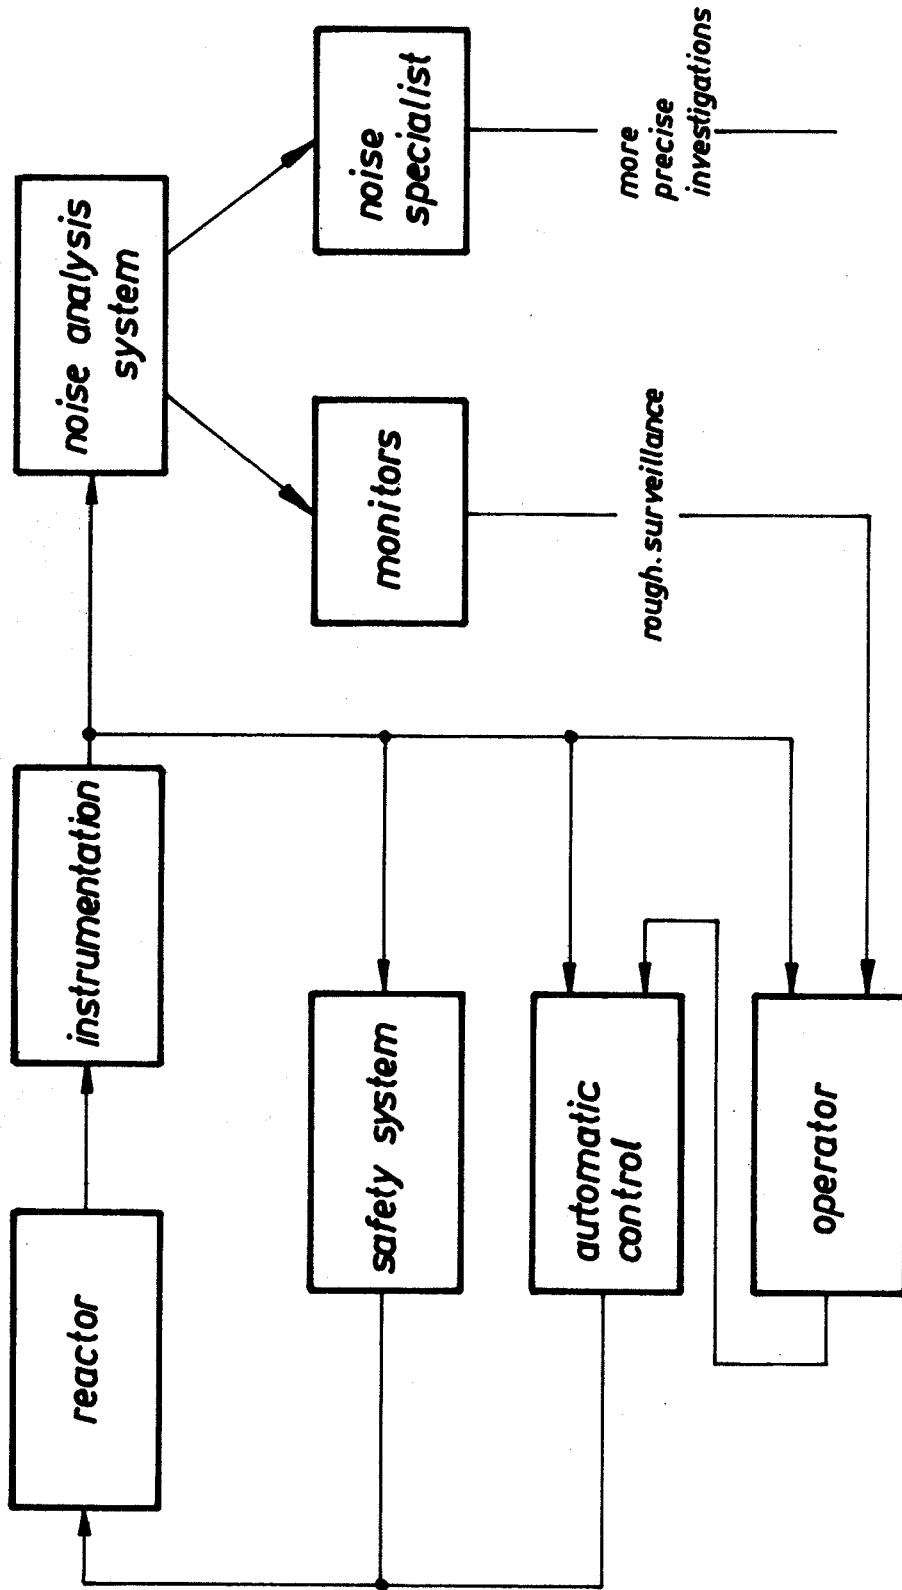 reactor
instrumentation
noise analysis
system
safety system
monitors
noise
specialist
automatic
control
rough. surveillance
more
precise
investigations
operator